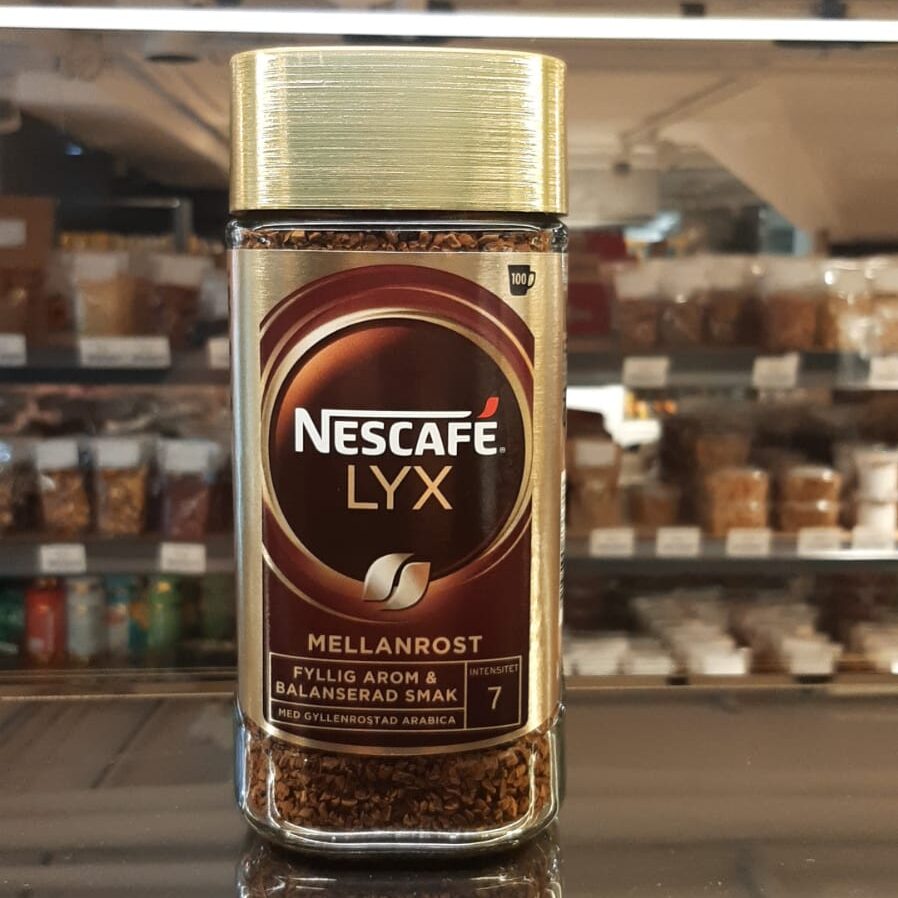 100
NESCAFÉ
LYX
MELLANROST
FYLLIG AROM &
BALANSERAD SMAK
MED GYLLENROSTAD ARABICA
INTENSITET
7